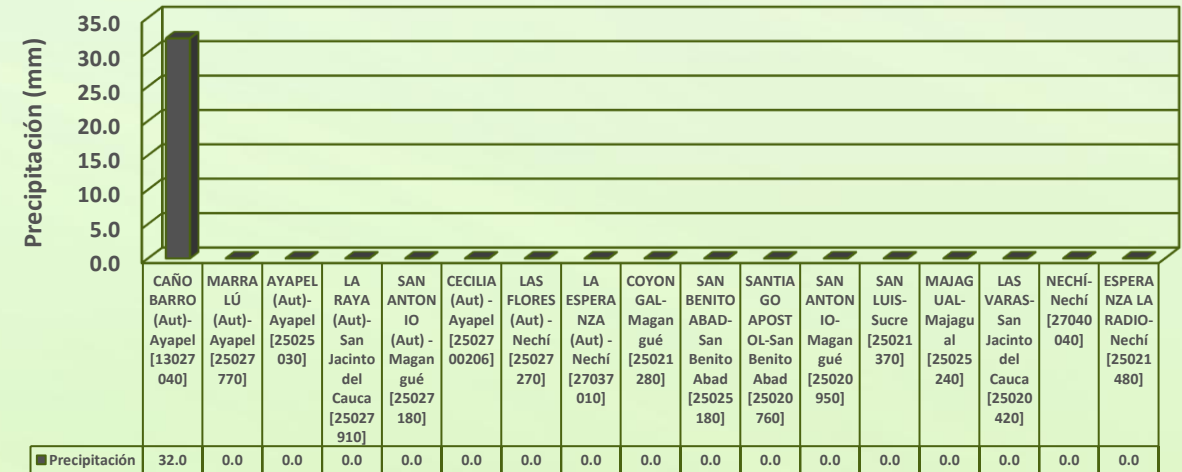 Precipitación (mm)
35.0
30.0
25.0
20.0
15.0
10.0
5.0
0.0
CAÑO
BARRO
(Aut)-
Ayapel
[13027
040]
MARRA
LÚ
(Aut)-
Ayapel
[25027
770]
AYAPEL
(Aut)-
Ayapel
[25025
030]
LA
RAYA
(Aut)-
San
Jacinto
del
Cauca
[25027
910]
SAN
ANTON
IO
(Aut) -
Magan
gué
[25027
180]
CECILIA
(Aut) -
Ayapel
[25027
00206]
LAS
FLORES
(Aut) -
Nechí
[25027
270]
LA
ESPERA
NZA
(Aut) -
Nechí
[27037
010]
COYON
GAL-
Magan
gué
[25021
280]
SAN
BENITO
ABAD-
San
Benito
Abad
[25025
180]
SANTIA
GO
APOST
OL-San
Benito
Abad
[25020
760]
SAN
ANTON
IO-
Magan
gué
[25020
950]
SAN
LUIS-
Sucre
[25021
370]
MAJAG
UAL-
Majagu
al
[25025
240]
LAS
VARAS-
San
Jacinto
del
Cauca
[25020
420]
NECHÍ-
Nechí
[27040
040]
ESPERA
NZA LA
RADIO-
Nechí
[25021
480]
Precipitación 32.0 0.0 0.0 0.0 0.0 0.0 0.0 0.0 0.0 0.0 0.0 0.0 0.0 0.0 0.0 0.0 0.0